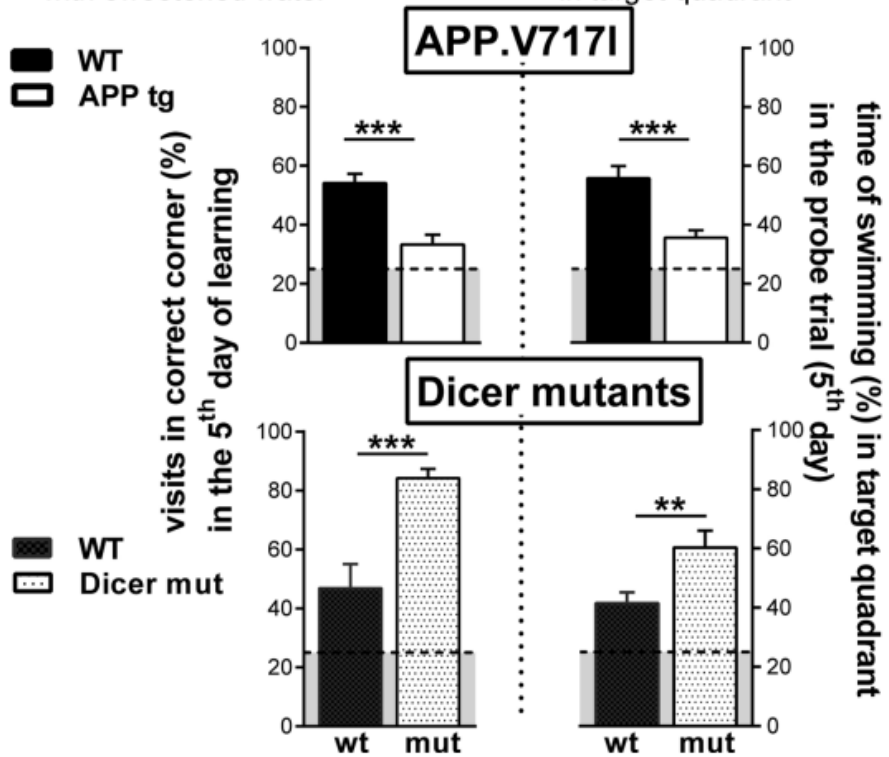 APP.V717I
WT
APP tg
100
80
60
40
20
0
***
***
100
80
60
40
20
0
visits in correct corner (%)
in the 5th day of learning
time of swimming (%) in target quadrant
in the probe trial (5th day)
Dicer mutants
WT
Dicer mut
100
80
60
40
20
0
***
**
100
80
60
40
20
0
wt mut
wt mut